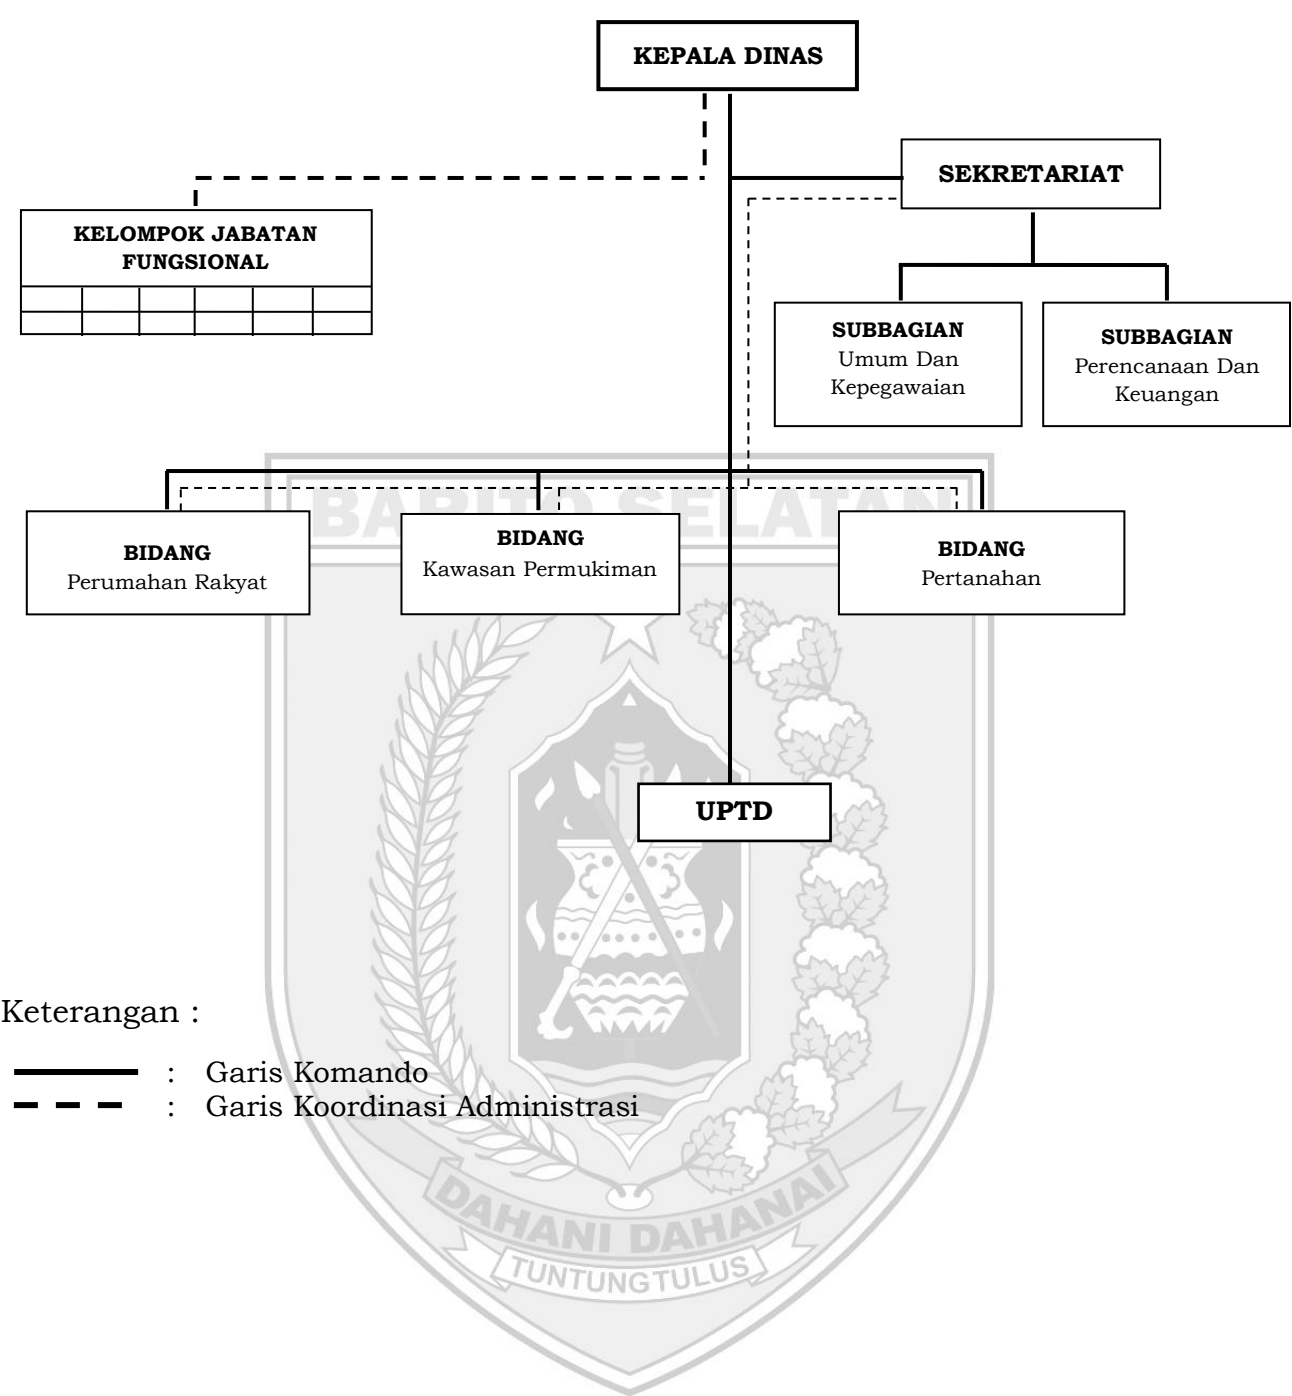 KEPALA DINAS
SEKRETARIAT
KELOMPOK JABATAN
FUNGSIONAL
SUBBAGIAN
Umum Dan
Kepegawaian
SUBBAGIAN
Perencanaan Dan
Keuangan
BARITO SELATAN
BIDANG
Perumahan Rakyat
BIDANG
Kawasan Permukiman
BIDANG
Pertanahan
UPTD
Keterangan :
: Garis Komando
: Garis Koordinasi Administrasi
DAHANI DAHANAI
TUNTUNG TULUS